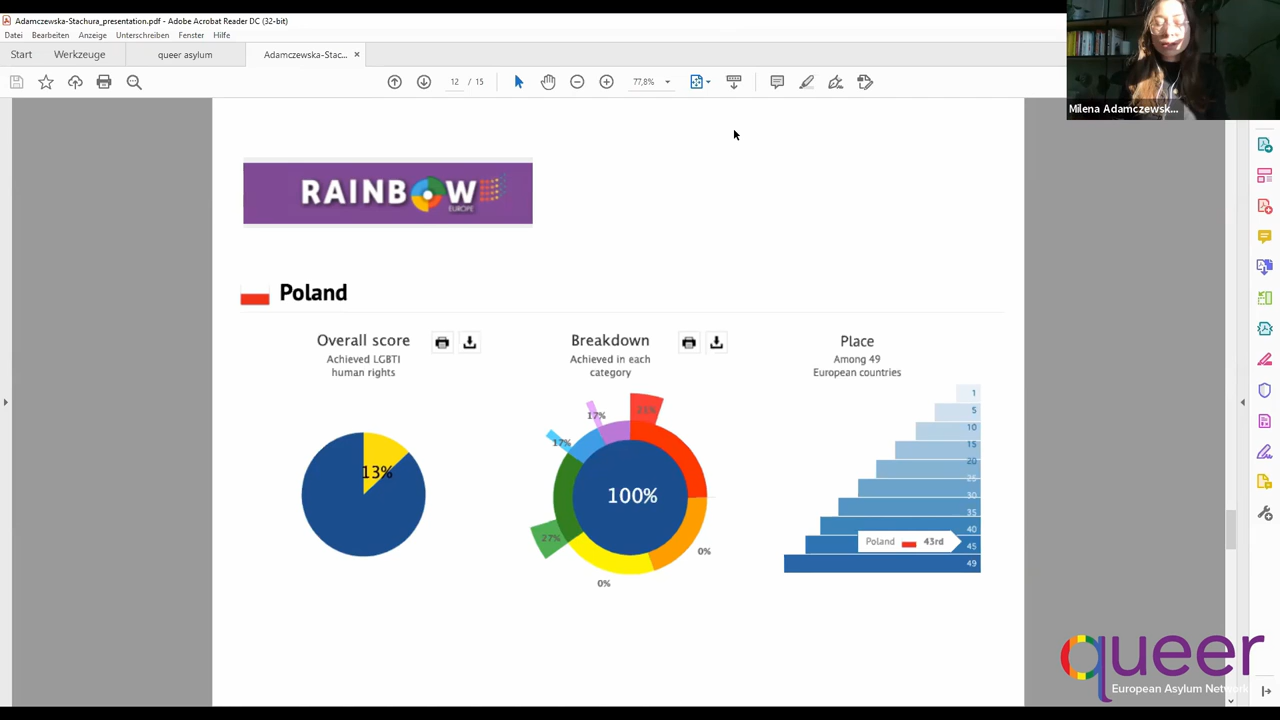 Adamczewska-Stachura_presentation.pdf - Adobe Acrobat Reader DC (32-bit)
Datei Bearbeiten Anzeige Unterschreiben Fenster Hilfe
Start Werkzeuge queer asylum Adamczewska-Stac... ×
12 / 15 77,8%
Milena Adamczewsk...
RAINBOW
EUROPE
Poland
Overall score
Achieved LGBTI
human rights
13%
Breakdown
Achieved in each
category
17%
17%
27%
0%
0%
100%
Place
Among 49
European countries
1
5
10
15
20
25
30
35
40
Poland 43rd
45
49
queer
European Asylum Network